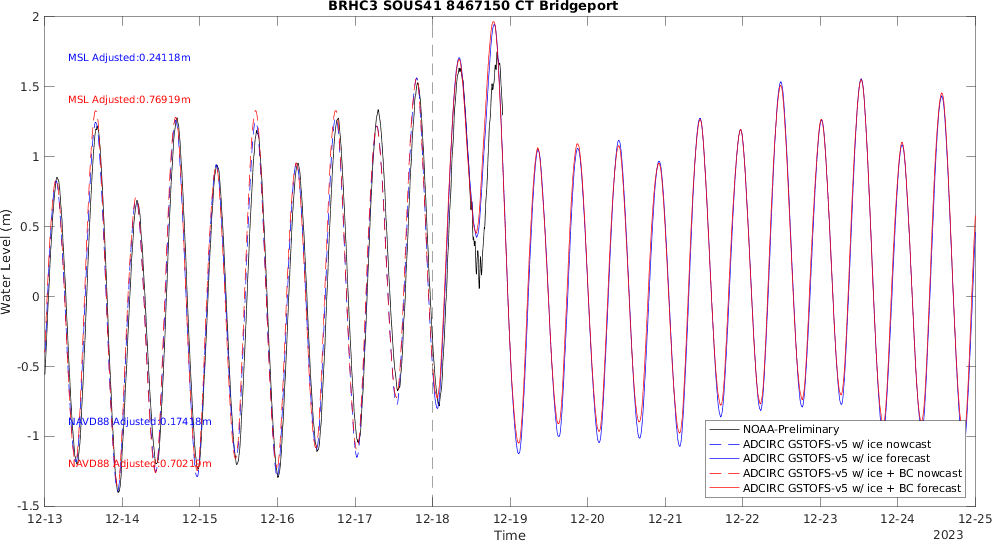 BRHC3 SOUS41 8467150 CT Bridgeport
2
1.5
1
0.5
0
-0.5
-1
-1.5
Water Level (m)
MSL Adjusted:0.24118m
MSL Adjusted:0.76919m
NAVD88 Adjusted:0.17418m
NAVD88 Adjusted:0.70219m
NOAA-Preliminary
ADCIRC GSTOFS-v5 w/ ice nowcast
ADCIRC GSTOFS-v5 w/ ice forecast
ADCIRC GSTOFS-v5 w/ ice + BC nowcast
ADCIRC GSTOFS-v5 w/ ice + BC forecast
12-13 12-14 12-15 12-16 12-17 12-18 12-19 12-20 12-21 12-22 12-23 12-24 12-25
Time
2023